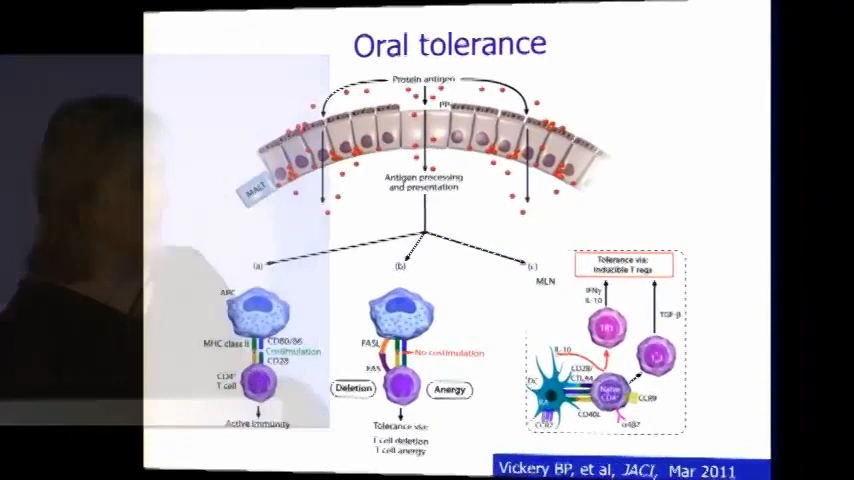 Oral tolerance
Protein antigen
PP
MALT
Antigen processing
and presentation
(a)
(b)
(c)
MLN
Tolerance via:
Inducible T regs
IFNγ
IL-10
TGF-β
APC
MHC class II
CD80/86
Costimulation
CD28
CD4+
T cell
Active immunity
FASL
FAS
No costimulation
Deletion
Anergy
Tolerance via:
T cell deletion
T cell anergy
IL-10
TR1
DC
CD28/
CTLA4
Naive
CD4+
CCR9
CD40L
α4β7
Vickery BP, et al, JACI, Mar 2011